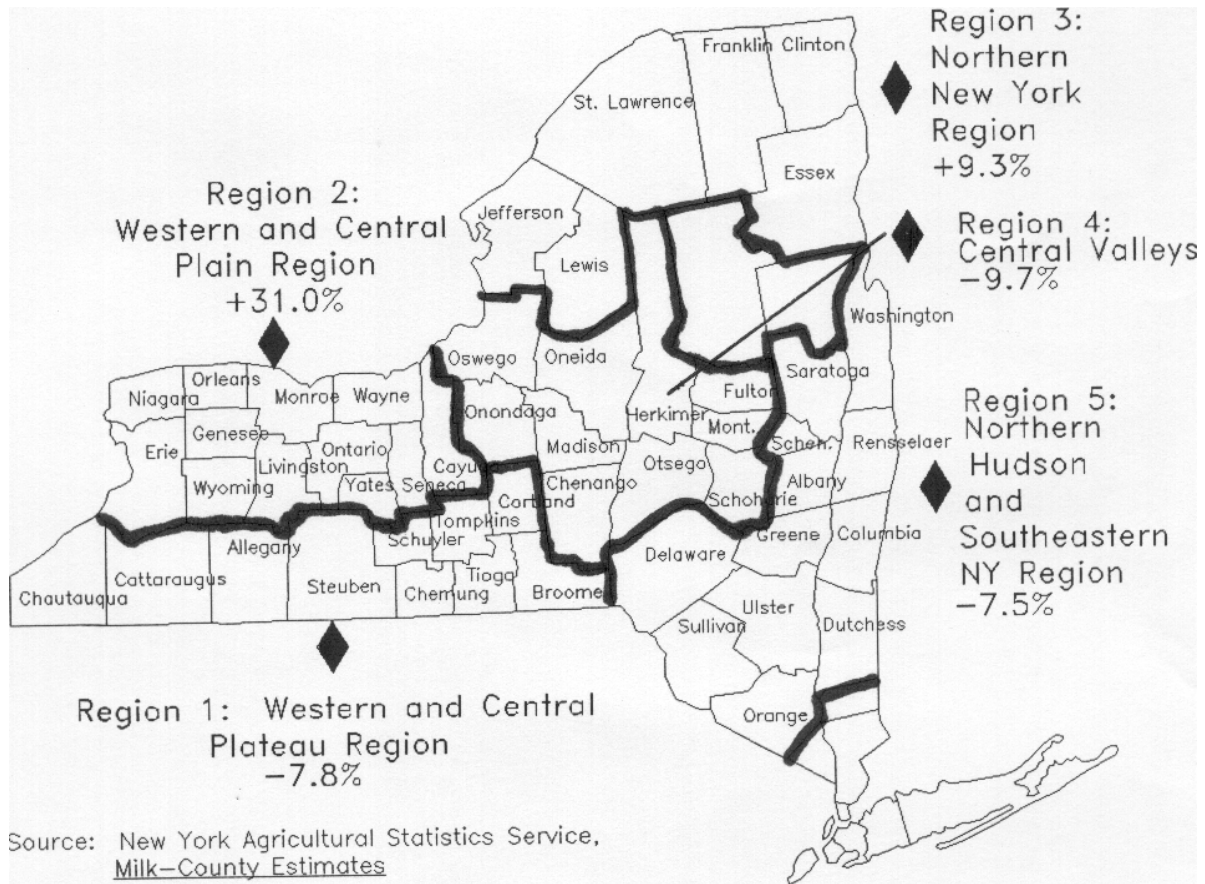 Region 3:
Northern
New York
Region
+9.3%
Franklin Clinton
St. Lawrence
Essex
Region 2:
Western and Central
Plain Region
+31.0%
Jefferson
Lewis
Region 4:
Central Valleys
-9.7%
Washington
Oswego
Oneida
Saratoga
Orleans
Niagara
Monroe
Wayne
Fulton
Onondaga
Herkimer
Mont.
Genesee
Erie
Ontario
Madison
Schen.
Rensselaer
Livingston
Cayu
Otsego
Wyoming
Yates Seneca
Chenango
Albany
Cortland
Schoharie
Tompkins
Schuyler
Greene
Columbia
Allegany
Delaware
Region 5:
Northern
Hudson
and
Southeastern
NY Region
-7.5%
Cattaraugus
Steuben
Tioga
Chemung
Broome
Chautauqua
Ulster
Sullivan
Dutchess
Orange
Region 1: Western and Central
Plateau Region
-7.8%
Source: New York Agricultural Statistics Service,
Milk-County Estimates